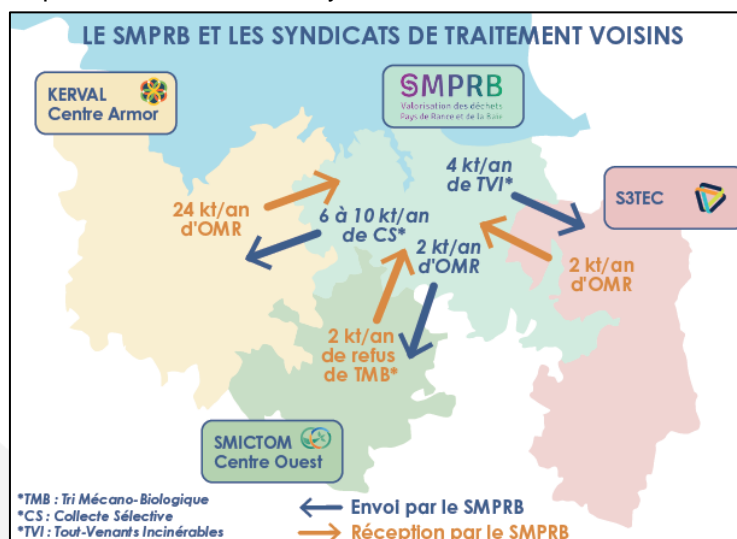 LE SMPRB ET LES SYNDICATS DE TRAITEMENT VOISINS
KERVAL
Centre Armor
SMPRB
Valorisation des déchets
Pays de Rance et de la Baie
4 kt/an
de TVI*
S3TEC
24 kt/an
d'OMR
6 à 10 kt/an
de CS*
2 kt/an
d'OMR
2 kt/an
d'OMR
2 kt/an
de refus
de TMB*
SMICTOM
Centre Ouest
*TMB : Tri Mécano-Biologique
*CS : Collecte Sélective
*TVI : Tout-Venants Incinérables
Envoi par le SMPRB
Réception par le SMPRB